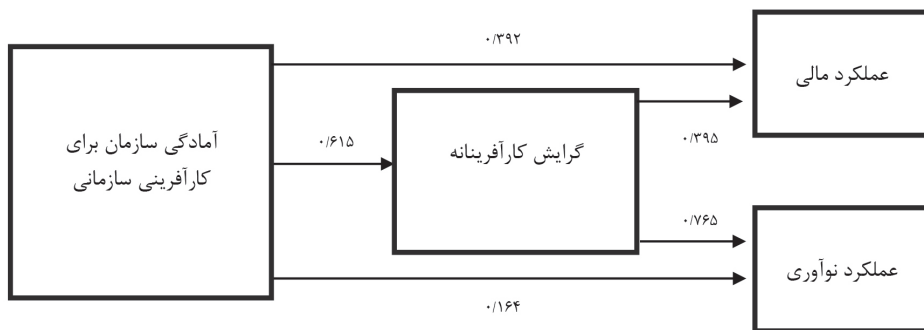 ۰/۳۹۲
عملکرد مالی
آمادگی سازمان برای
کارآفرینی سازمانی
۰/۶۱۵
گرایش کارآفرینانه
۰/۳۹۵
۰/۷۶۵
عملکرد نوآوری
۰/۱۶۴